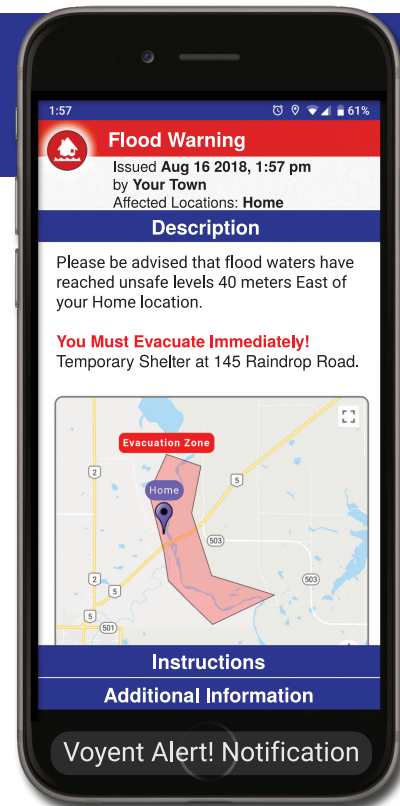 1:57
61%
Flood Warning
Issued Aug 16 2018, 1:57 pm
by Your Town
Affected Locations: Home
Description
Please be advised that flood waters have
reached unsafe levels 40 meters East of
your Home location.
You Must Evacuate Immediately!
Temporary Shelter at 145 Raindrop Road.
Evacuation Zone
2
5
Home
503
2
503
5
5
501
Instructions
Additional Information
Voyent Alert! Notification